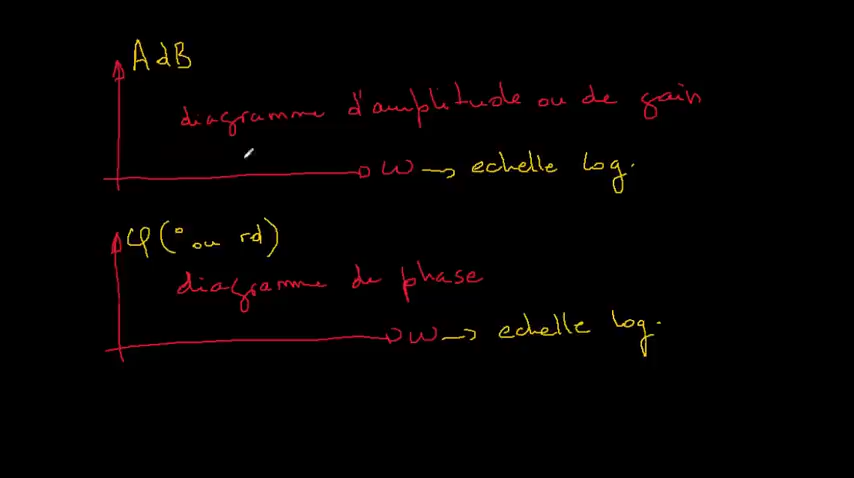 AdB
diagramme d'amplitude ou de gain
ω → echelle log.
φ (° ou rd)
diagramme de phase
ω → echelle log.